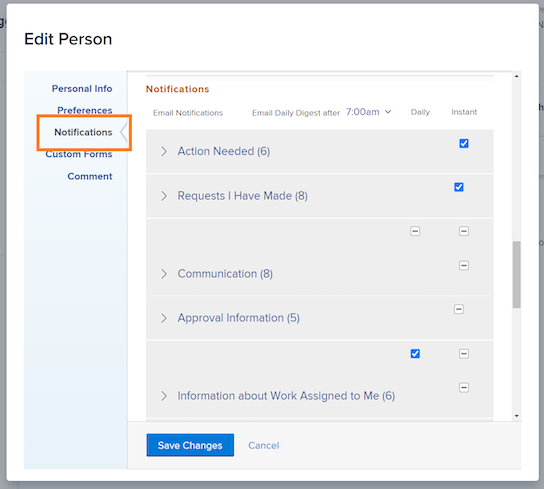 Edit Person
Personal Info
Preferences
Notifications
Custom Forms
Comment
Notifications
Email Notifications Email Daily Digest after 7:00am Daily Instant
Action Needed (6)
Requests I Have Made (8)
Communication (8)
Approval Information (5)
Information about Work Assigned to Me (6)
Save Changes Cancel